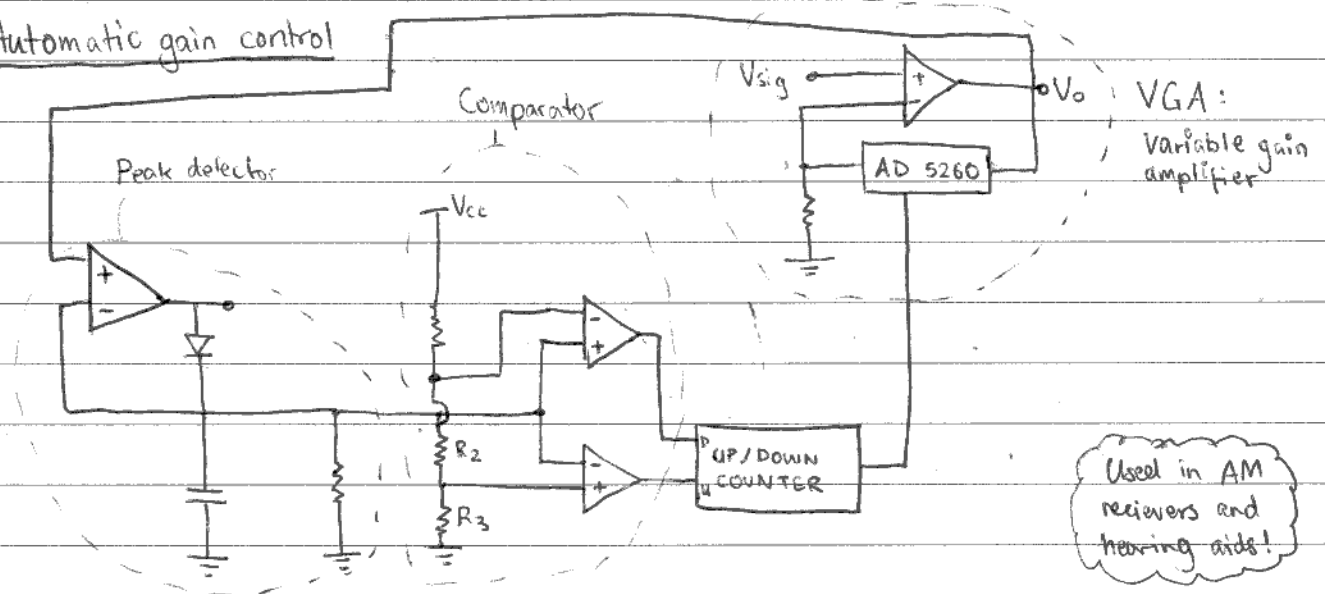 Automatic gain control
Vsig
+
-
Vo
VGA:
Variable gain
amplifier
AD 5260
Comparator
Peak detector
Vcc
+
-
-
+
R2
-
+
R3
D
UP/DOWN
U COUNTER
Used in AM
recievers and
hearing aids!